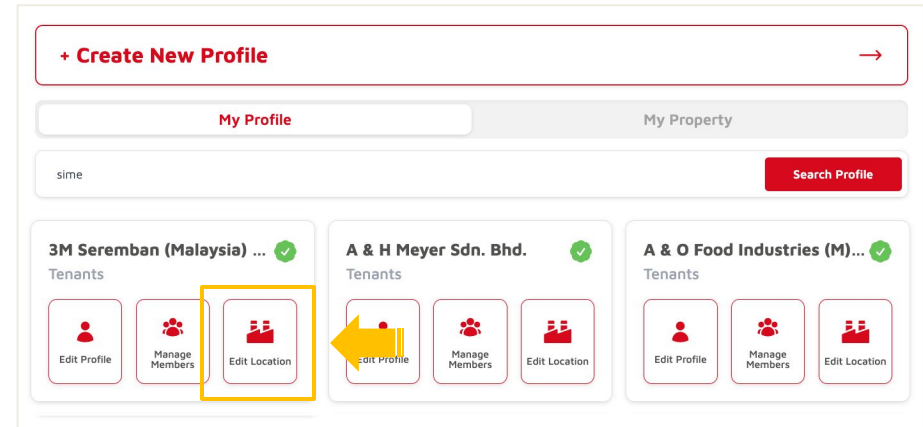 + Create New Profile
My Profile
My Property
sime
Search Profile
3M Seremban (Malaysia) ...
Tenants
Edit Profile
Manage
Members
Edit Location
A & H Meyer Sdn. Bhd.
Tenants
Edit Profile
Manage
Members
Edit Location
A & O Food Industries (M)...
Tenants
Edit Profile
Manage
Members
Edit Location